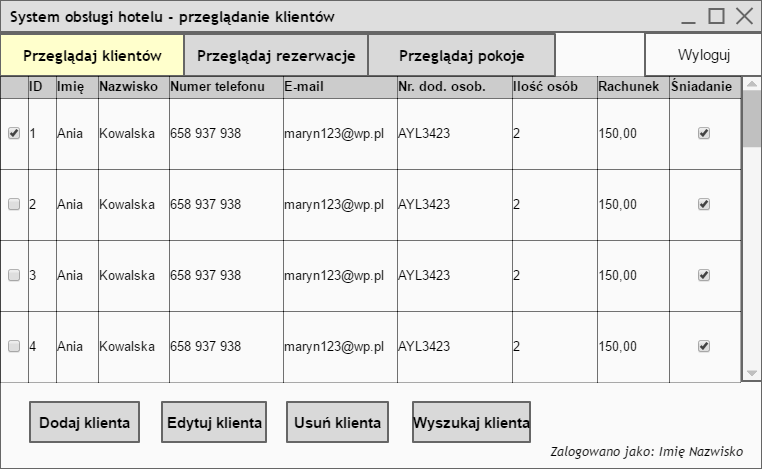 System obsługi hotelu - przeglądanie klientów
Przeglądaj klientów Przeglądaj rezerwacje Przeglądaj pokoje Wyloguj
ID Imię Nazwisko Numer telefonu E-mail Nr. dod. osob. Ilość osób Rachunek Śniadanie
1 Ania Kowalska 658 937 938 maryn123@wp.pl AYL3423 2 150,00
2 Ania Kowalska 658 937 938 maryn123@wp.pl AYL3423 2 150,00
3 Ania Kowalska 658 937 938 maryn123@wp.pl AYL3423 2 150,00
4 Ania Kowalska 658 937 938 maryn123@wp.pl AYL3423 2 150,00
Dodaj klienta Edytuj klienta Usuń klienta Wyszukaj klienta
Zalogowano jako: Imię Nazwisko